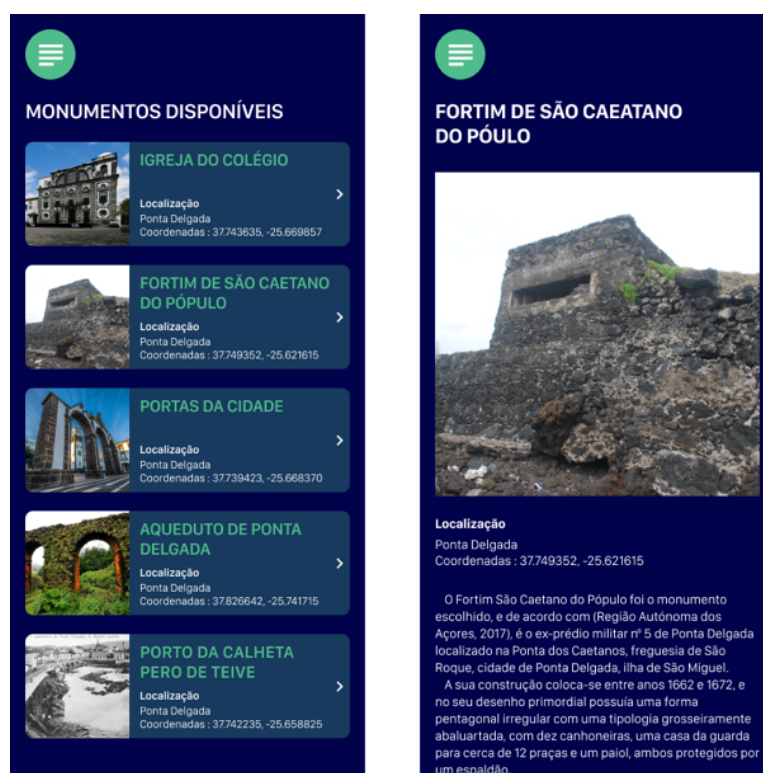 MONUMENTOS DISPONÍVEIS
IGREJA DO COLÉGIO
Localização
Ponta Delgada
Coordenadas : 37.743635, -25.669857
FORTIM DE SÃO CAETANO
DO PÓPULO
Localização
Ponta Delgada
Coordenadas : 37.749352, -25.621615
PORTAS DA CIDADE
Localização
Ponta Delgada
Coordenadas : 37.739423, -25.668370
AQUEDUTO DE PONTA
DELGADA
Localização
Ponta Delgada
Coordenadas : 37.826642, -25.741715
PORTO DA CALHETA
PERO DE TEIVE
Localização
Ponta Delgada
Coordenadas : 37.742235, -25.658825
FORTIM DE SÃO CAEATANO
DO PÓULO
Localização
Ponta Delgada
Coordenadas : 37.749352, -25.621615
O Fortim São Caetano do Pópulo foi o monumento
escolhido, e de acordo com (Região Autónoma dos
Açores, 2017), é o ex-prédio militar nº 5 de Ponta Delgada
localizado na Ponta dos Caetanos, freguesia de São
Roque, cidade de Ponta Delgada, ilha de São Miguel.
A sua construção coloca-se entre anos 1662 e 1672, e
no seu desenho primordial possuía uma forma
pentagonal irregular com uma tipologia grosseiramente
abaluartada, com dez canhoneiras, uma casa da guarda
para cerca de 12 praças e um paiol, ambos protegidos por
um espaldão.